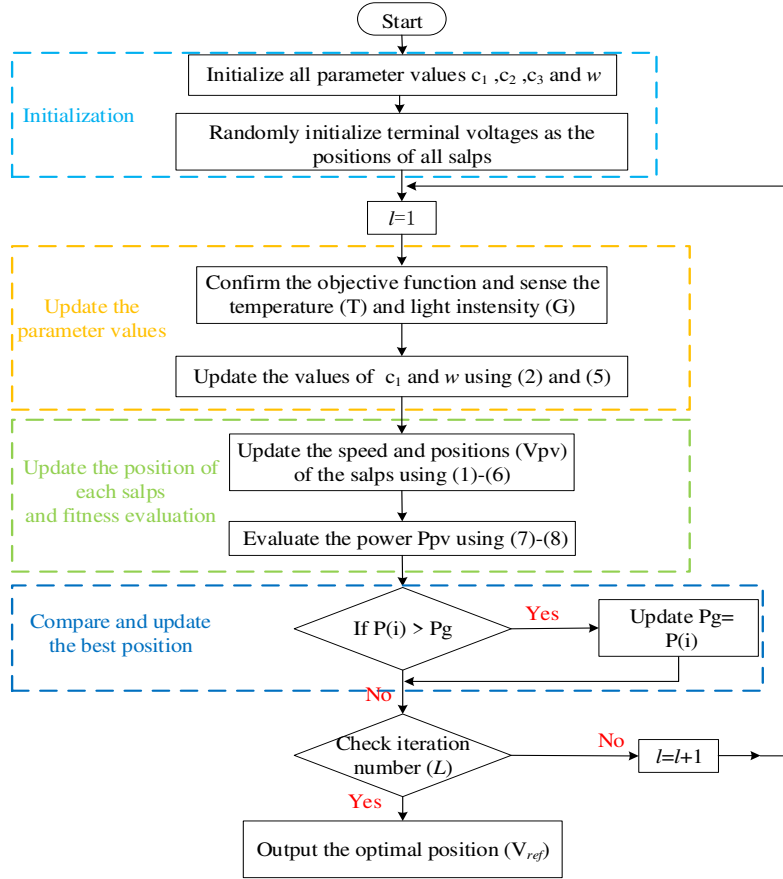 Start
Initialize all parameter values c1 ,c2 ,c3 and w
Initialization
Randomly initialize terminal voltages as the
positions of all salps
l=1
Confirm the objective function and sense the
temperature (T) and light instensity (G)
Update the
parameter values
Update the values of c1 and w using (2) and (5)
Update the speed and positions (Vpv)
of the salps using (1)-(6)
Update the position of
each salps
and fitness evaluation
Evaluate the power Ppv using (7)-(8)
Compare and update
the best position
If P(i) > Pg
Yes
Update Pg=
P(i)
No
Check iteration
number (L)
No
l=l+1
Yes
Output the optimal position (Vref)